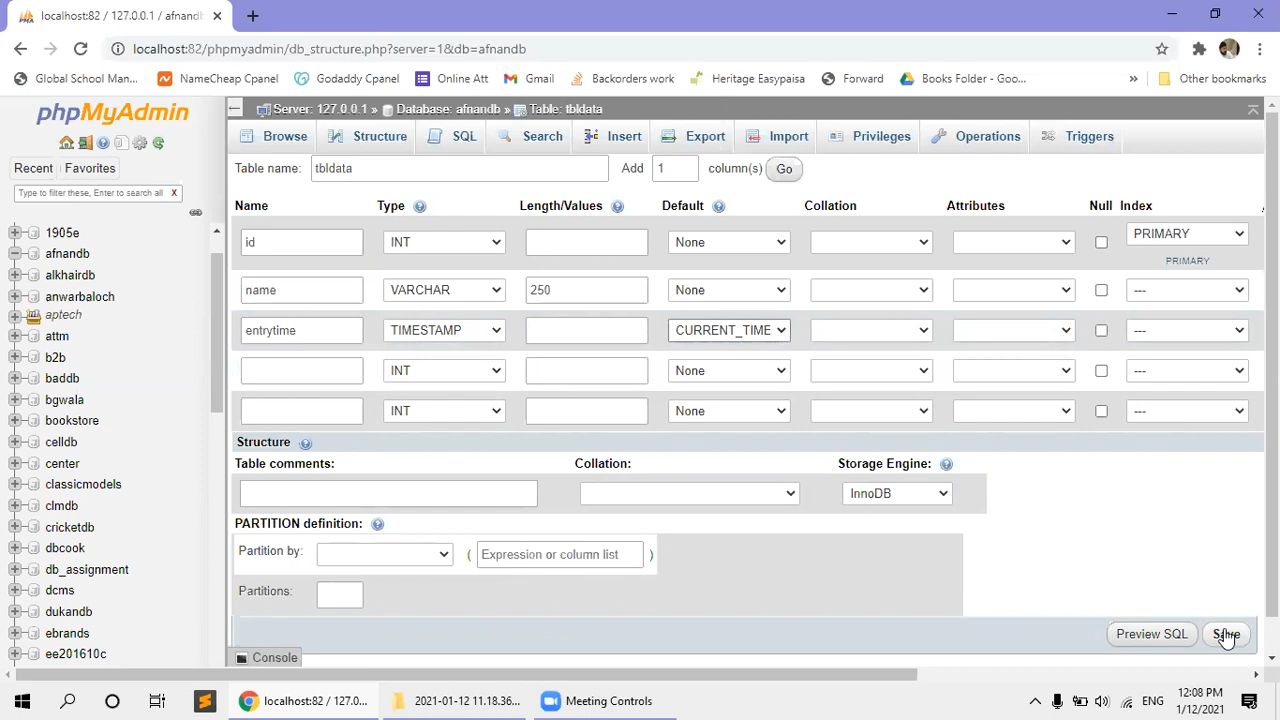 localhost:82 / 127.0.0.1 / afnand
localhost:82/phpmyadmin/db_structure.php?server=1&db=afnandb
Global School Man...
NameCheap Cpanel
Godaddy Cpanel
Online Att
Gmail
Backorders work
Heritage Easypaisa
Forward
Books Folder - Goo...
»
Other bookmarks
phpMyAdmin
Recent
Favorites
Type to filter these, Enter to search all
X
1905e
afnandb
alkhairdb
anwarbaloch
aptech
attm
b2b
baddb
bgwala
bookstore
celldb
center
classicmodels
clmdb
cricketdb
dbcook
db_assignment
dcms
dukandb
ebrands
ee201610c
Server: 127.0.0.1 » Database: afnandb » Table: tbldata
Browse
Structure
SQL
Search
Insert
Export
Import
Privileges
Operations
Triggers
Table name: tbldata Add 1 column(s) Go
Name Type Length/Values Default Collation Attributes Null Index
id INT None PRIMARY
PRIMARY
name VARCHAR 250 None ---
entrytime TIMESTAMP CURRENT_TIME ---
INT None ---
INT None ---
Structure
Table comments: Collation: Storage Engine:
InnoDB
PARTITION definition:
Partition by: ( Expression or column list )
Partitions:
Preview SQL Save
Console
localhost:82 / 127.0...
2021-01-12 11.18.36...
Meeting Controls
ENG
12:08 PM
1/12/2021